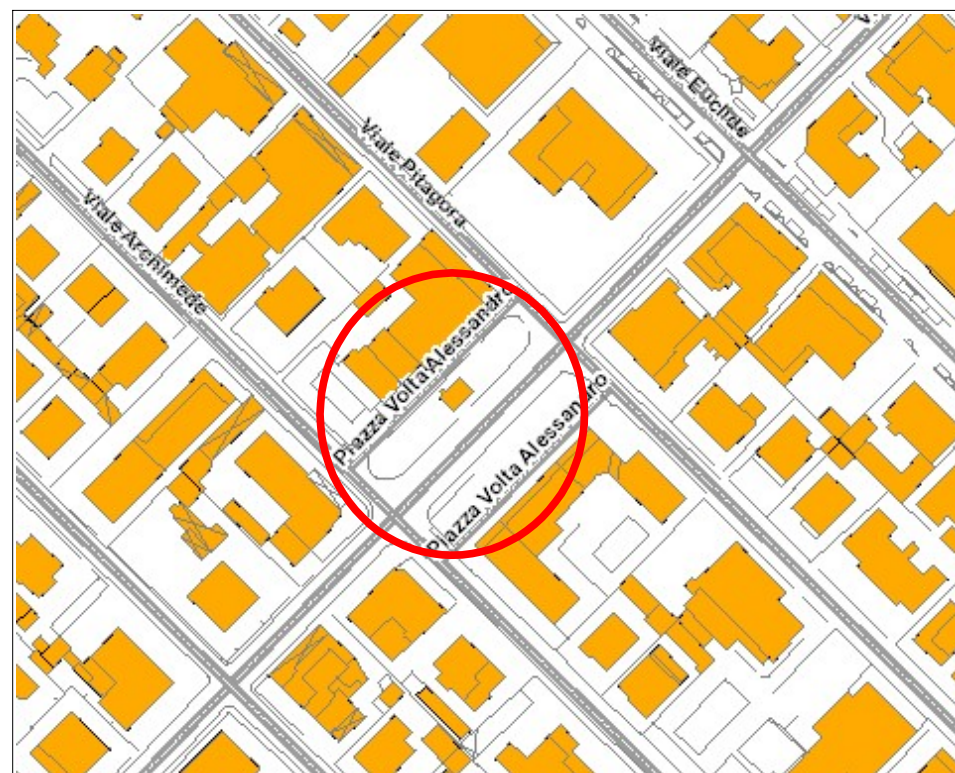 Viale Euclide
Viale Pitagora
Viale Archimede
Piazza Volta Alessandro
Piazza Volta Alessandro